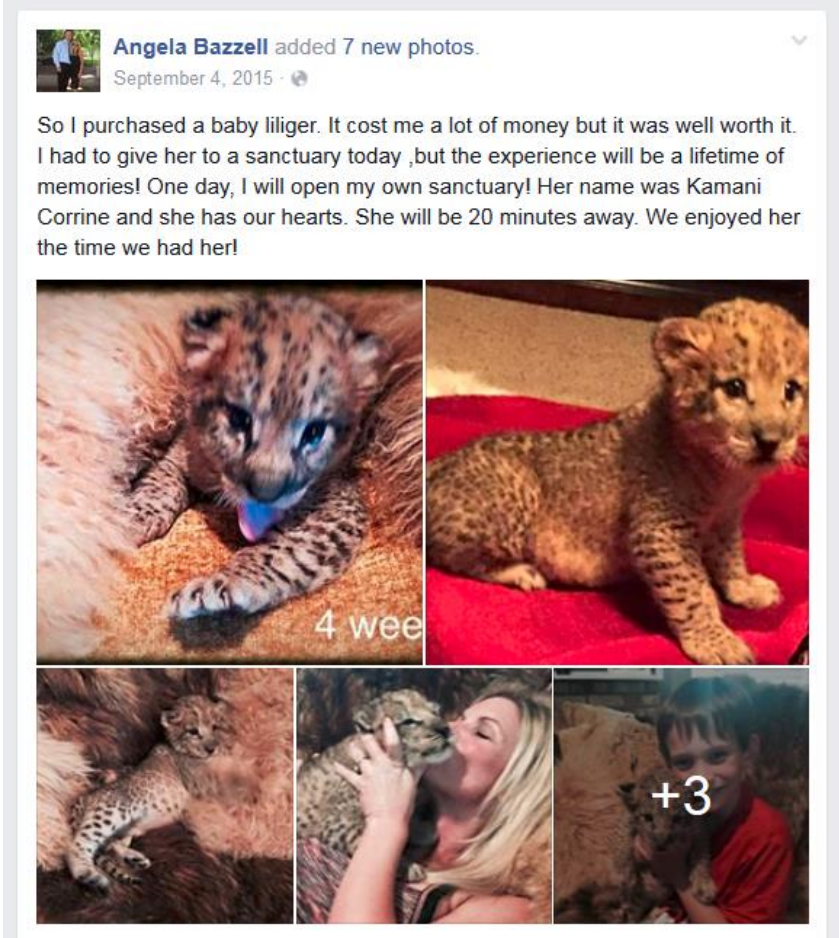 Angela Bazzell added 7 new photos.
September 4, 2015 ·
So I purchased a baby liliger. It cost me a lot of money but it was well worth it.
I had to give her to a sanctuary today ,but the experience will be a lifetime of
memories! One day, I will open my own sanctuary! Her name was Kamani
Corrine and she has our hearts. She will be 20 minutes away. We enjoyed her
the time we had her!
4 wee
+3